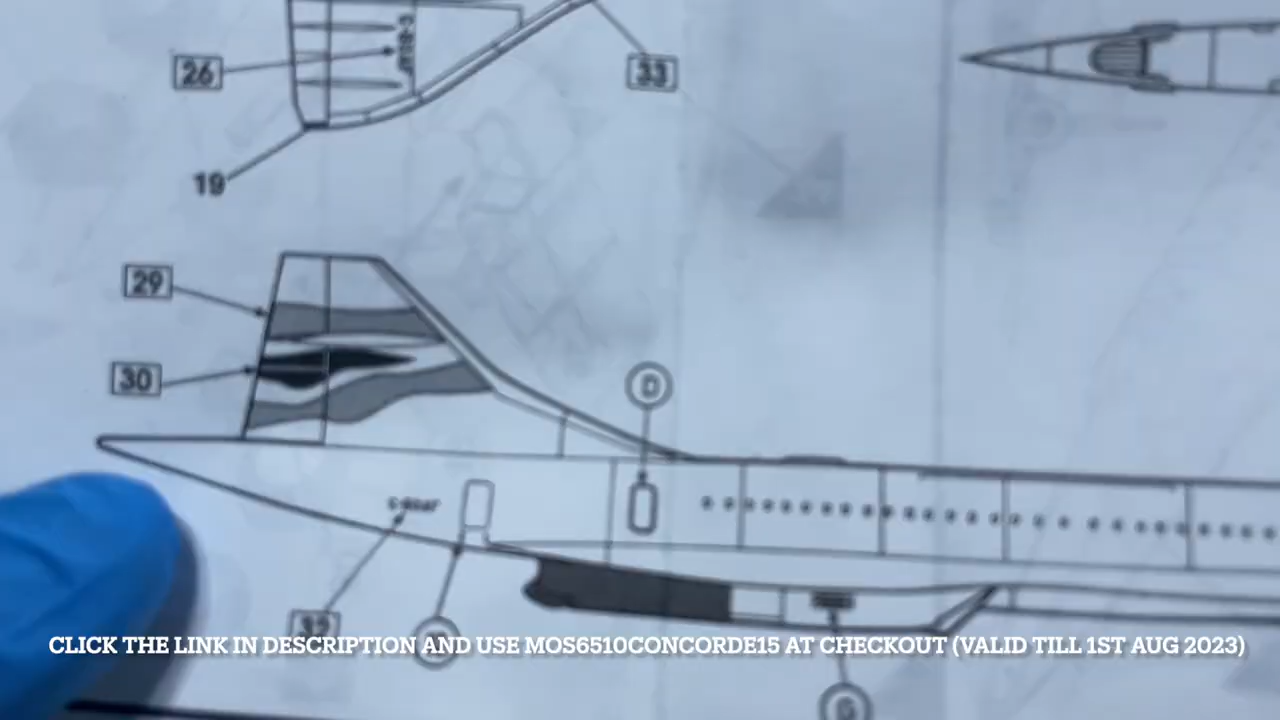 26
33
19
29
30
D
32
CLICK THE LINK IN DESCRIPTION AND USE MOS6510CONCORDE15 AT CHECKOUT (VALID TILL 1ST AUG 2023)
G